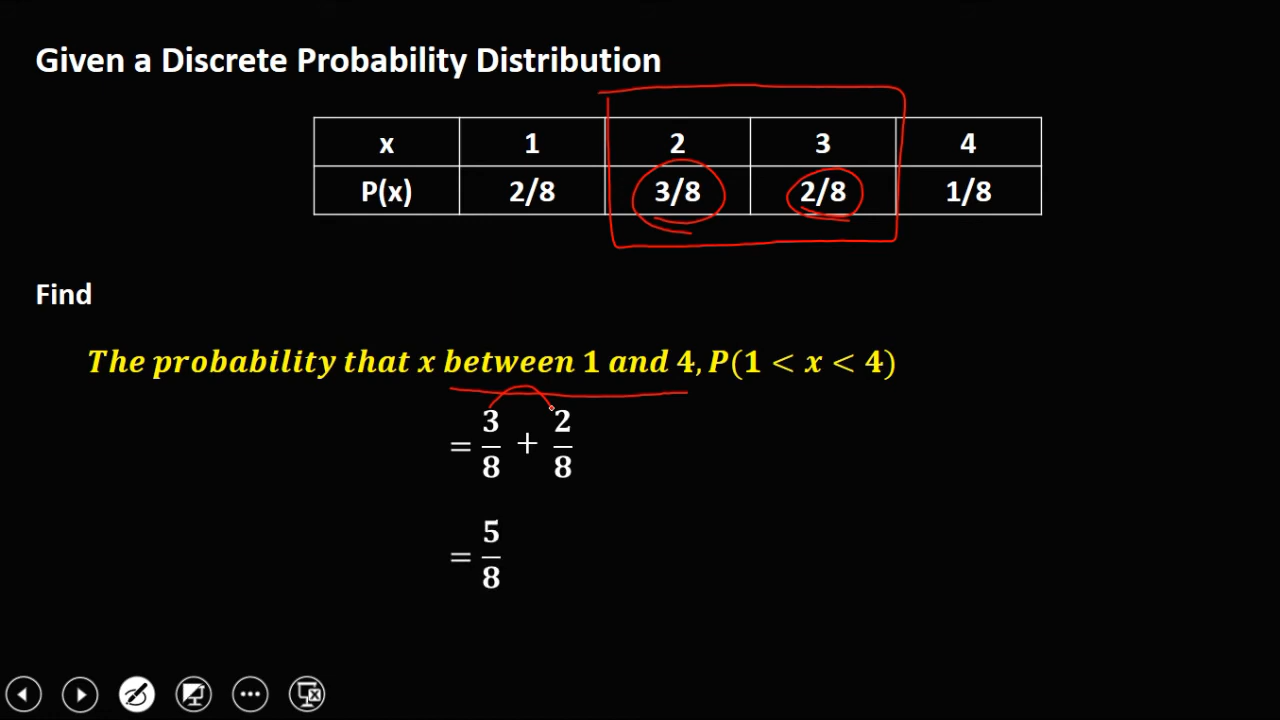 Given a Discrete Probability Distribution
x 1 2 3 4
P(x) 2/8 3/8 2/8 1/8
Find
The probability that x between 1 and 4, P(1 < x < 4)
= 3/8 + 2/8
= 5/8